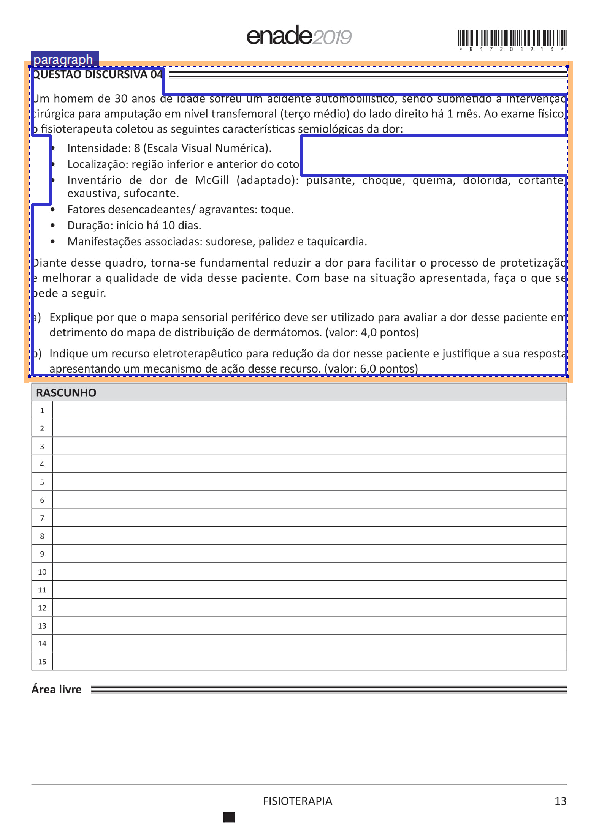 enade2019
paragraph
QUESTÃO DISCURSIVA 04
Um homem de 30 anos de idade sofreu um acidente automobilístico, sendo submetido a intervenção
cirúrgica para amputação em nível transfemoral (terço médio) do lado direito há 1 mês. Ao exame físico,
o fisioterapeuta coletou as seguintes características semiológicas da dor:
• Intensidade: 8 (Escala Visual Numérica).
• Localização: região inferior e anterior do coto
• Inventário de dor de McGill (adaptado): pulsante, choque, queima, dolorida, cortante,
exaustiva, sufocante.
• Fatores desencadeantes/ agravantes: toque.
• Duração: início há 10 dias.
• Manifestações associadas: sudorese, palidez e taquicardia.
Diante desse quadro, torna-se fundamental reduzir a dor para facilitar o processo de protetização
e melhorar a qualidade de vida desse paciente. Com base na situação apresentada, faça o que se
pede a seguir.
a) Explique por que o mapa sensorial periférico deve ser utilizado para avaliar a dor desse paciente em
detrimento do mapa de distribuição de dermátomos. (valor: 4,0 pontos)
b) Indique um recurso eletroterapêutico para redução da dor nesse paciente e justifique a sua resposta
apresentando um mecanismo de ação desse recurso. (valor: 6,0 pontos)
RASCUNHO
1
2
3
4
5
6
7
8
9
10
11
12
13
14
15
Área livre
FISIOTERAPIA
13